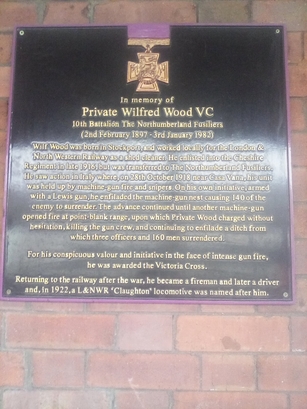 In memory of
Private Wilfred Wood VC
10th Battalion The Northumberland Fusiliers
(2nd February 1897 - 3rd January 1982)
Wilf Wood was born in Stockport, and worked locally for the London &
North Western Railway as a shed cleaner. He enlisted into the Cheshire
Regiment in late 1916 but was transferred to The Northumberland Fusiliers.
He saw action in Italy where, on 28th October 1918 near Casa Vana, his unit
was held up by machine-gun fire and snipers. On his own initiative, armed
with a Lewis gun, he enfiladed the machine-gun nest causing 140 of the
enemy to surrender. The advance continued until another machine-gun
opened fire at point-blank range, upon which Private Wood charged without
hesitation, killing the gun crew, and continuing to enfilade a ditch from
which three officers and 160 men surrendered.
For his conspicuous valour and initiative in the face of intense gun fire,
he was awarded the Victoria Cross.
Returning to the railway after the war, he became a fireman and later a driver
and, in 1922, a L&NWR "Claughton" locomotive was named after him.